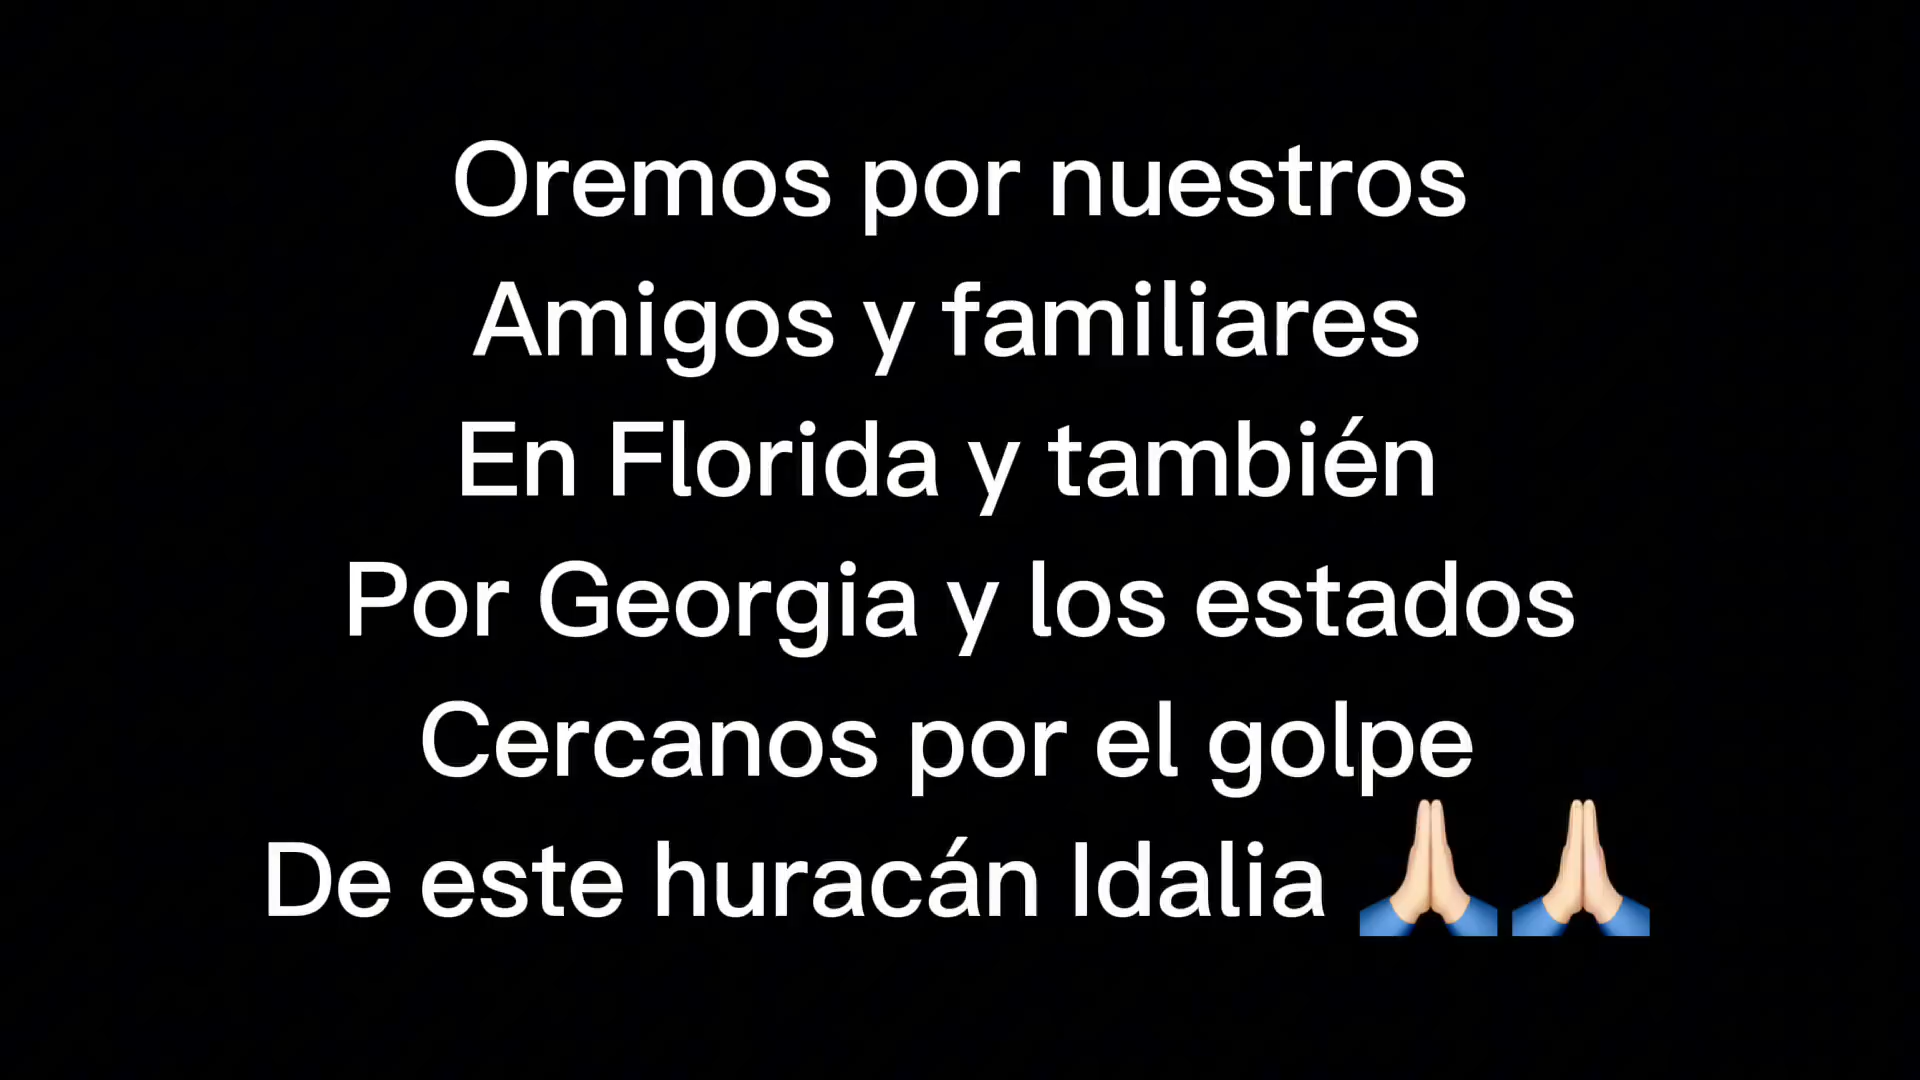 Oremos por nuestros
Amigos y familiares
En Florida y también
Por Georgia y los estados
Cercanos por el golpe
De este huracán Idalia 🙏🏻🙏🏻